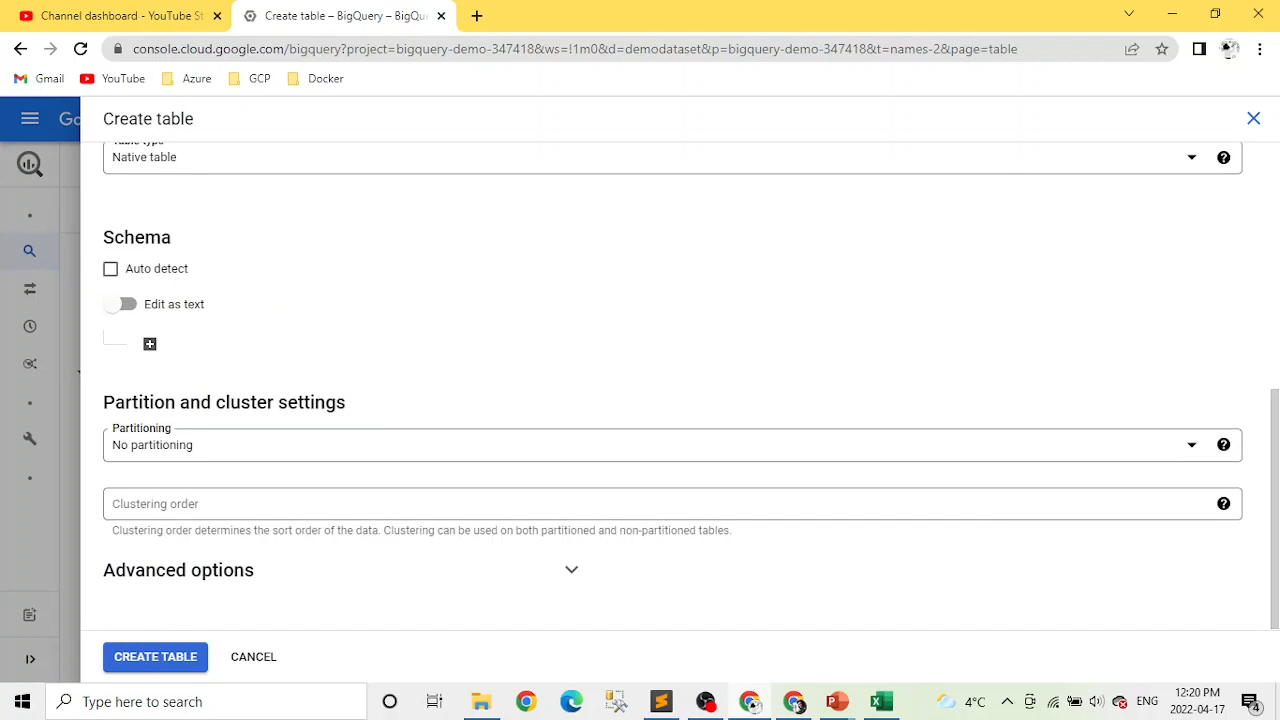 Channel dashboard - YouTube St
Create table – BigQuery – BigQu
console.cloud.google.com/bigquery?project=bigquery-demo-347418&ws=!1m0&d=demodataset&p=bigquery-demo-347418&t=names-2&page=table
Gmail YouTube Azure GCP Docker
Create table
Table type
Native table
Schema
Auto detect
Edit as text
Partition and cluster settings
Partitioning
No partitioning
Clustering order
Clustering order determines the sort order of the data. Clustering can be used on both partitioned and non-partitioned tables.
Advanced options
CREATE TABLE CANCEL
Type here to search
4°C
ENG
12:20 PM
2022-04-17
4